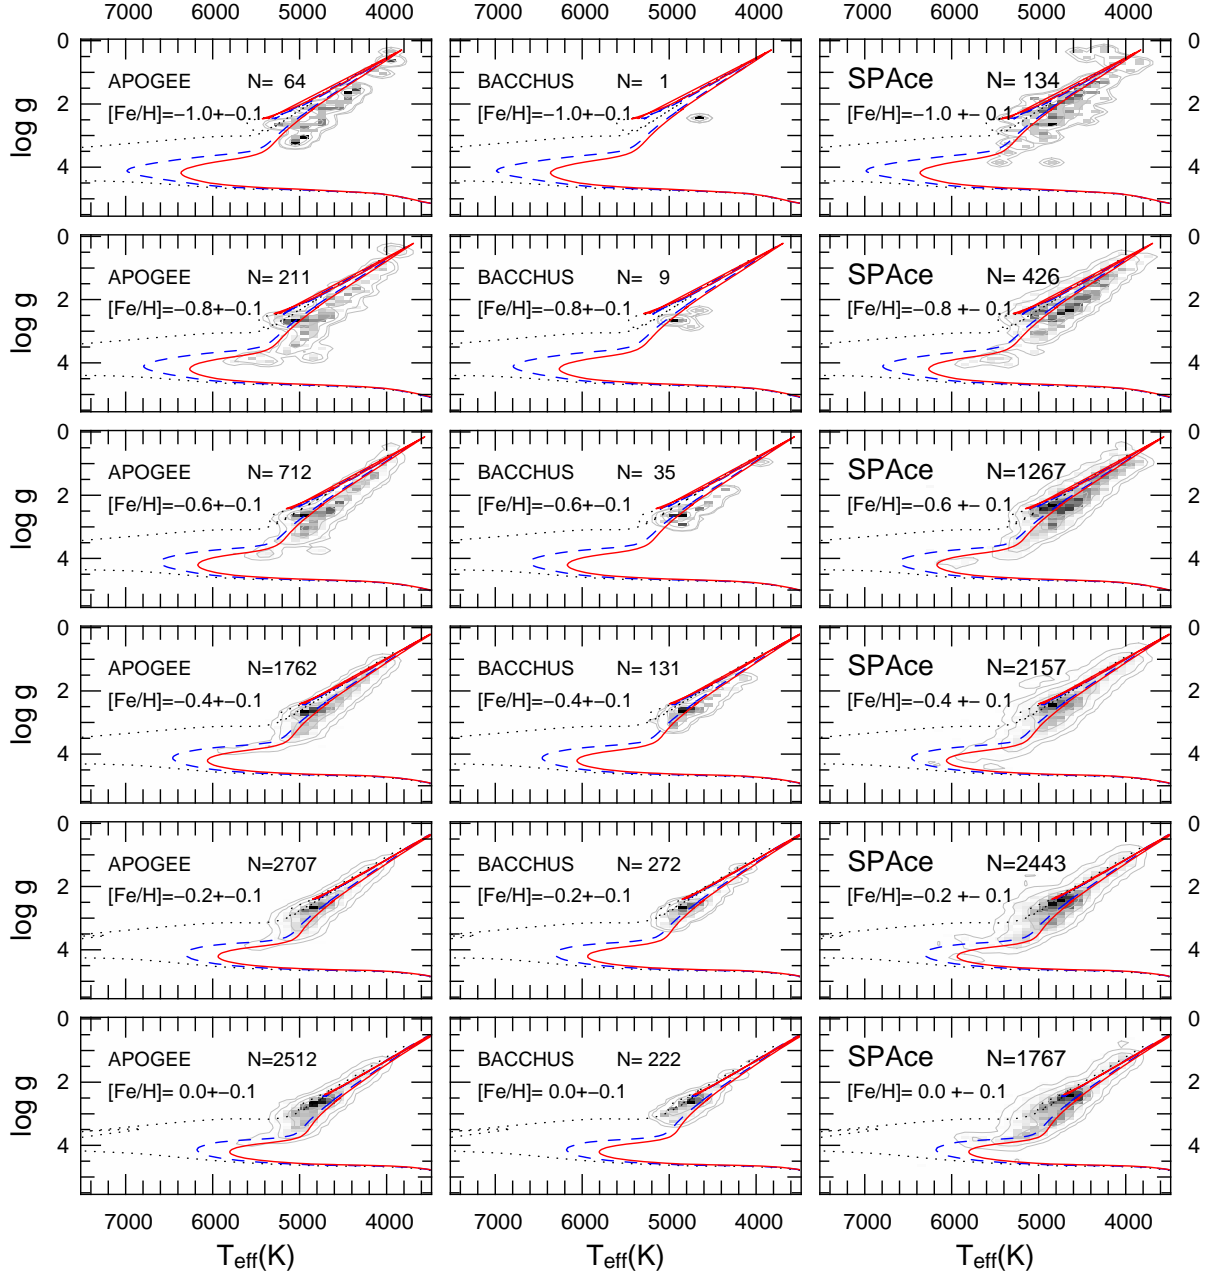 7000 6000 5000 4000 7000 6000 5000 4000 7000 6000 5000 4000
0 APOGEE N= 64 BACCHUS N= 1 SPAce N= 134 0
2 [Fe/H]=−1.0+−0.1 [Fe/H]=−1.0+−0.1 [Fe/H]=−1.0 +− 0.1 2
log g
4 4
0 APOGEE N= 211 BACCHUS N= 9 SPAce N= 426 0
2 [Fe/H]=−0.8+−0.1 [Fe/H]=−0.8+−0.1 [Fe/H]=−0.8 +− 0.1 2
log g
4 4
0 APOGEE N= 712 BACCHUS N= 35 SPAce N=1267 0
2 [Fe/H]=−0.6+−0.1 [Fe/H]=−0.6+−0.1 [Fe/H]=−0.6 +− 0.1 2
log g
4 4
0 APOGEE N=1762 BACCHUS N= 131 SPAce N=2157 0
2 [Fe/H]=−0.4+−0.1 [Fe/H]=−0.4+−0.1 [Fe/H]=−0.4 +− 0.1 2
log g
4 4
0 APOGEE N=2707 BACCHUS N= 272 SPAce N=2443 0
2 [Fe/H]=−0.2+−0.1 [Fe/H]=−0.2+−0.1 [Fe/H]=−0.2 +− 0.1 2
log g
4 4
0 APOGEE N=2512 BACCHUS N= 222 SPAce N=1767 0
2 [Fe/H]= 0.0+−0.1 [Fe/H]= 0.0+−0.1 [Fe/H]= 0.0 +− 0.1 2
log g
4 4
7000 6000 5000 4000 7000 6000 5000 4000 7000 6000 5000 4000
Teff(K) Teff(K) Teff(K)